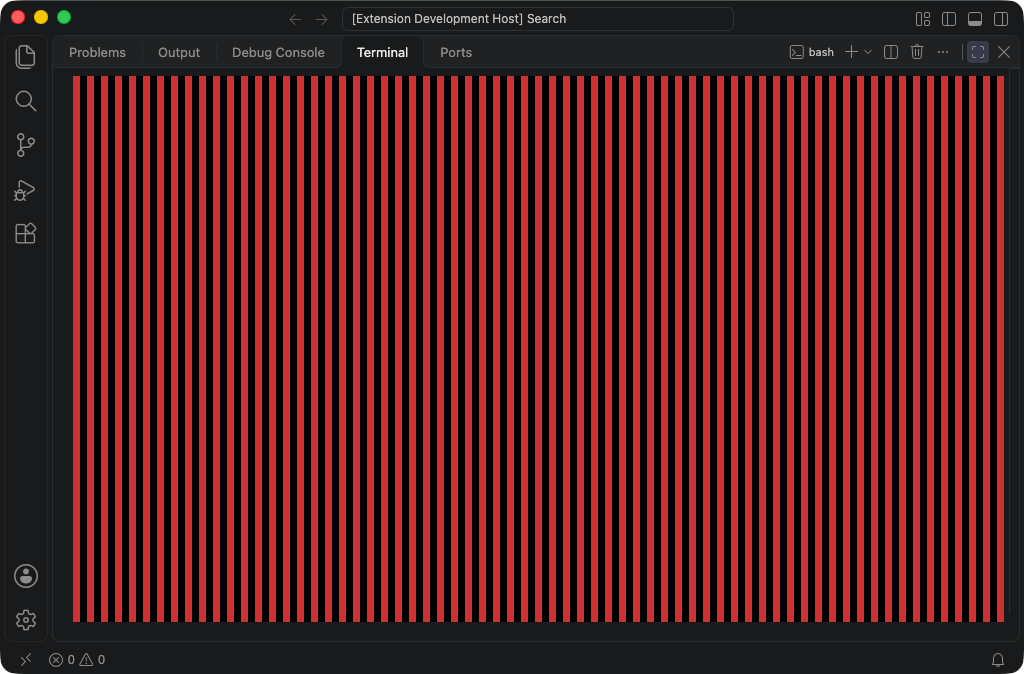 [Extension Development Host] Search
Problems Output Debug Console Terminal Ports bash
0 0